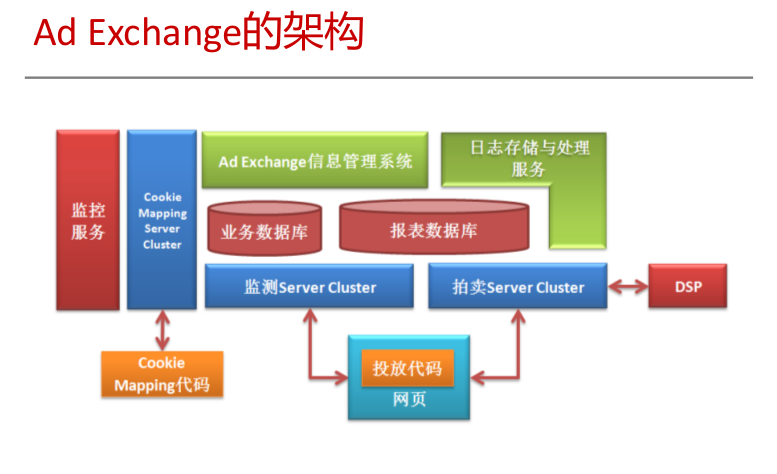 Ad Exchange的架构
监控
服务
Cookie
Mapping
Server
Cluster
Ad Exchange信息管理系统
日志存储与处理
服务
业务数据库
报表数据库
监测Server Cluster
拍卖Server Cluster
DSP
Cookie
Mapping代码
投放代码
网页